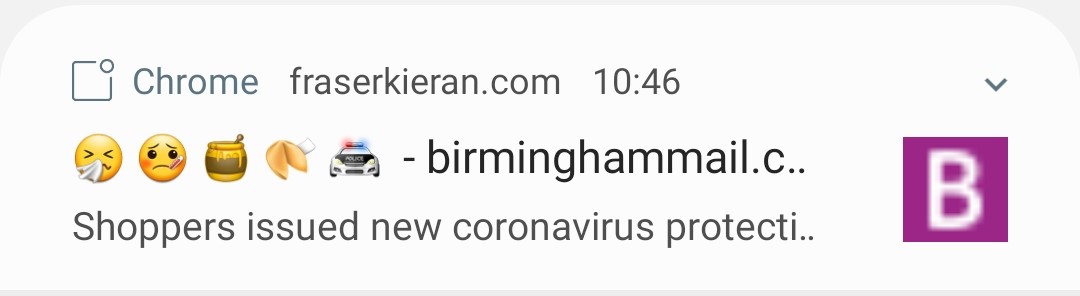 Chrome fraserkieran.com 10:46
🤧 🤒 🍯 🥠 🚔 - birminghammail.c..
Shoppers issued new coronavirus protecti..
B